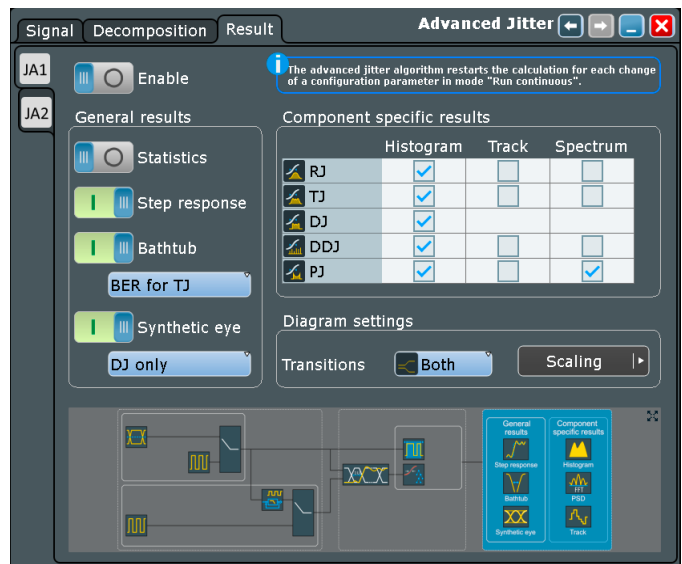 Signal Decomposition Result Advanced Jitter
JA1
JA2
Enable
The advanced jitter algorithm restarts the calculation for each change
of a configuration parameter in mode "Run continuous".
General results
Statistics
Step response
Bathtub
BER for TJ
Synthetic eye
DJ only
Component specific results
Histogram Track Spectrum
RJ
TJ
DJ
DDJ
PJ
Diagram settings
Transitions Both Scaling
General
results
Step response
Bathtub
Synthetic eye
Component
specific results
Histogram
FFT
PSD
Track